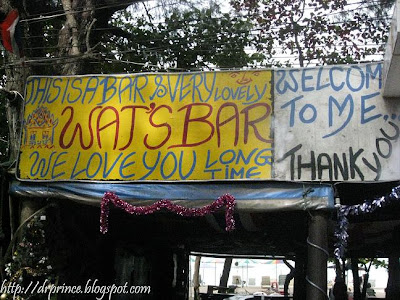 THIS IS A BAR & VERY LOVELY
WAT'S BAR
WE LOVE YOU LONG
TIME
WELCOME
TO ME..
THANK YOU
http://drprince.blogspot.com